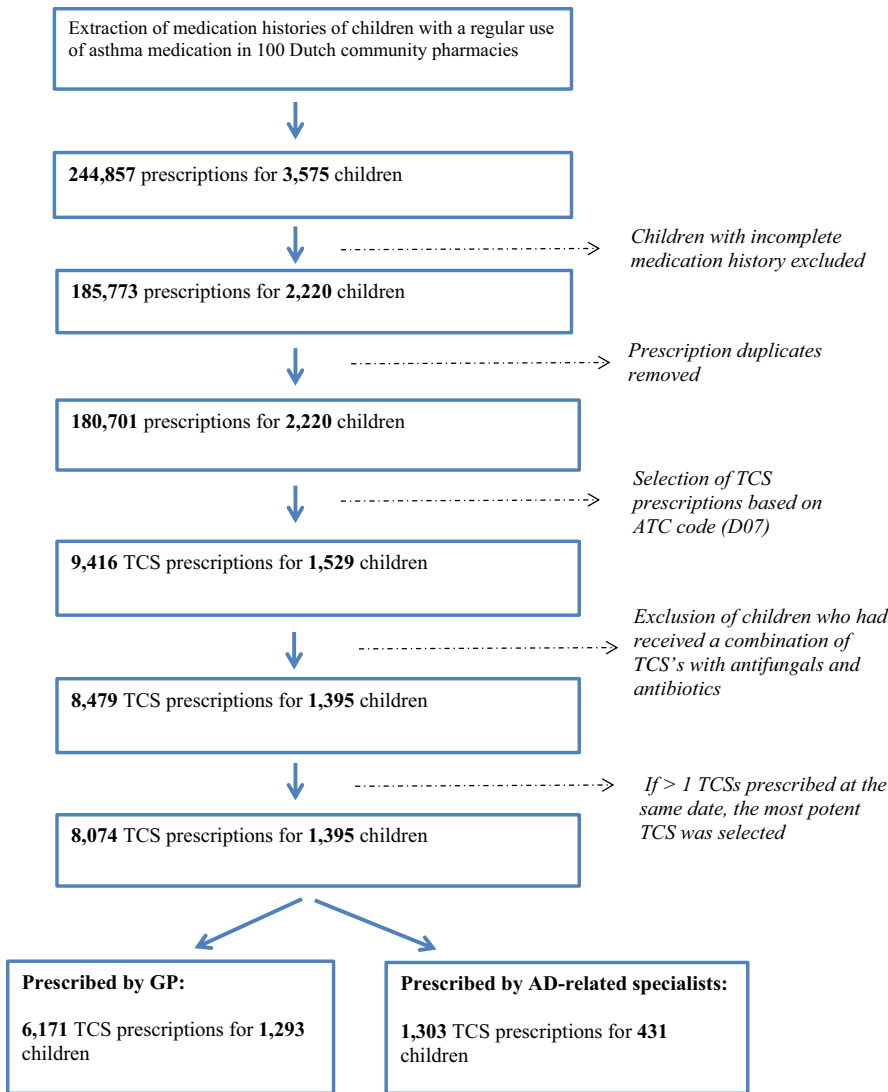 Extraction of medication histories of children with a regular use
of asthma medication in 100 Dutch community pharmacies
244,857 prescriptions for 3,575 children
Children with incomplete
medication history excluded
185,773 prescriptions for 2,220 children
Prescription duplicates
removed
180,701 prescriptions for 2,220 children
Selection of TCS
prescriptions based on
ATC code (D07)
9,416 TCS prescriptions for 1,529 children
Exclusion of children who had
received a combination of
TCS’s with antifungals and
antibiotics
8,479 TCS prescriptions for 1,395 children
If > 1 TCSs prescribed at the
same date, the most potent
TCS was selected
8,074 TCS prescriptions for 1,395 children
Prescribed by GP:
6,171 TCS prescriptions for 1,293
children
Prescribed by AD-related specialists:
1,303 TCS prescriptions for 431
children